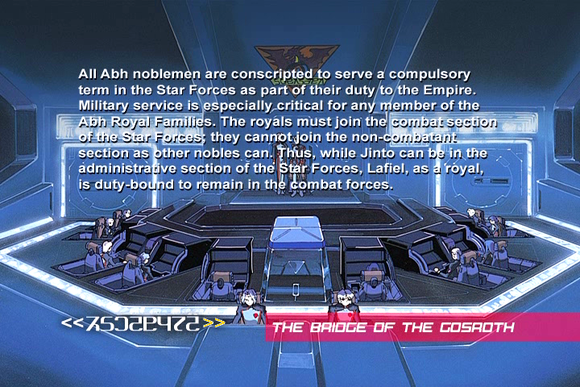 All Abh noblemen are conscripted to serve a compulsory
term in the Star Forces as part of their duty to the Empire.
Military service is especially critical for any member of the
Abh Royal Families. The royals must join the combat section
of the Star Forces; they cannot join the non-combatant
section as other nobles can. Thus, while Jinto can be in the
administrative section of the Star Forces, Lafiel, as a royal,
is duty-bound to remain in the combat forces.
THE BRIDGE OF THE GOSROTH